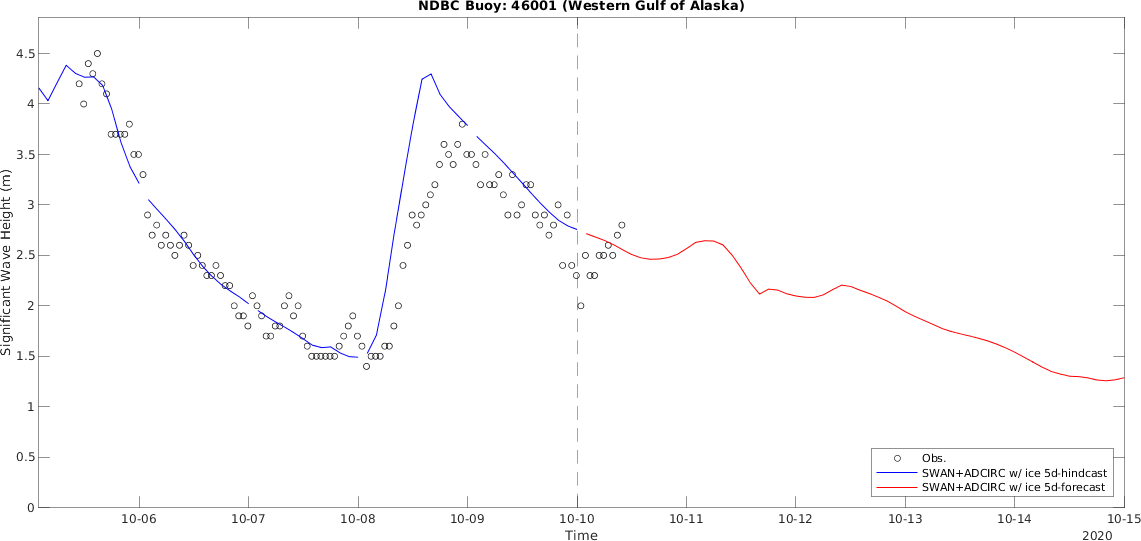 NDBC Buoy: 46001 (Western Gulf of Alaska)
Significant Wave Height (m)
4.5
4
3.5
3
2.5
2
1.5
1
0.5
0
Obs.
SWAN+ADCIRC w/ ice 5d-hindcast
SWAN+ADCIRC w/ ice 5d-forecast
10-06 10-07 10-08 10-09 10-10 10-11 10-12 10-13 10-14 10-15
Time
2020